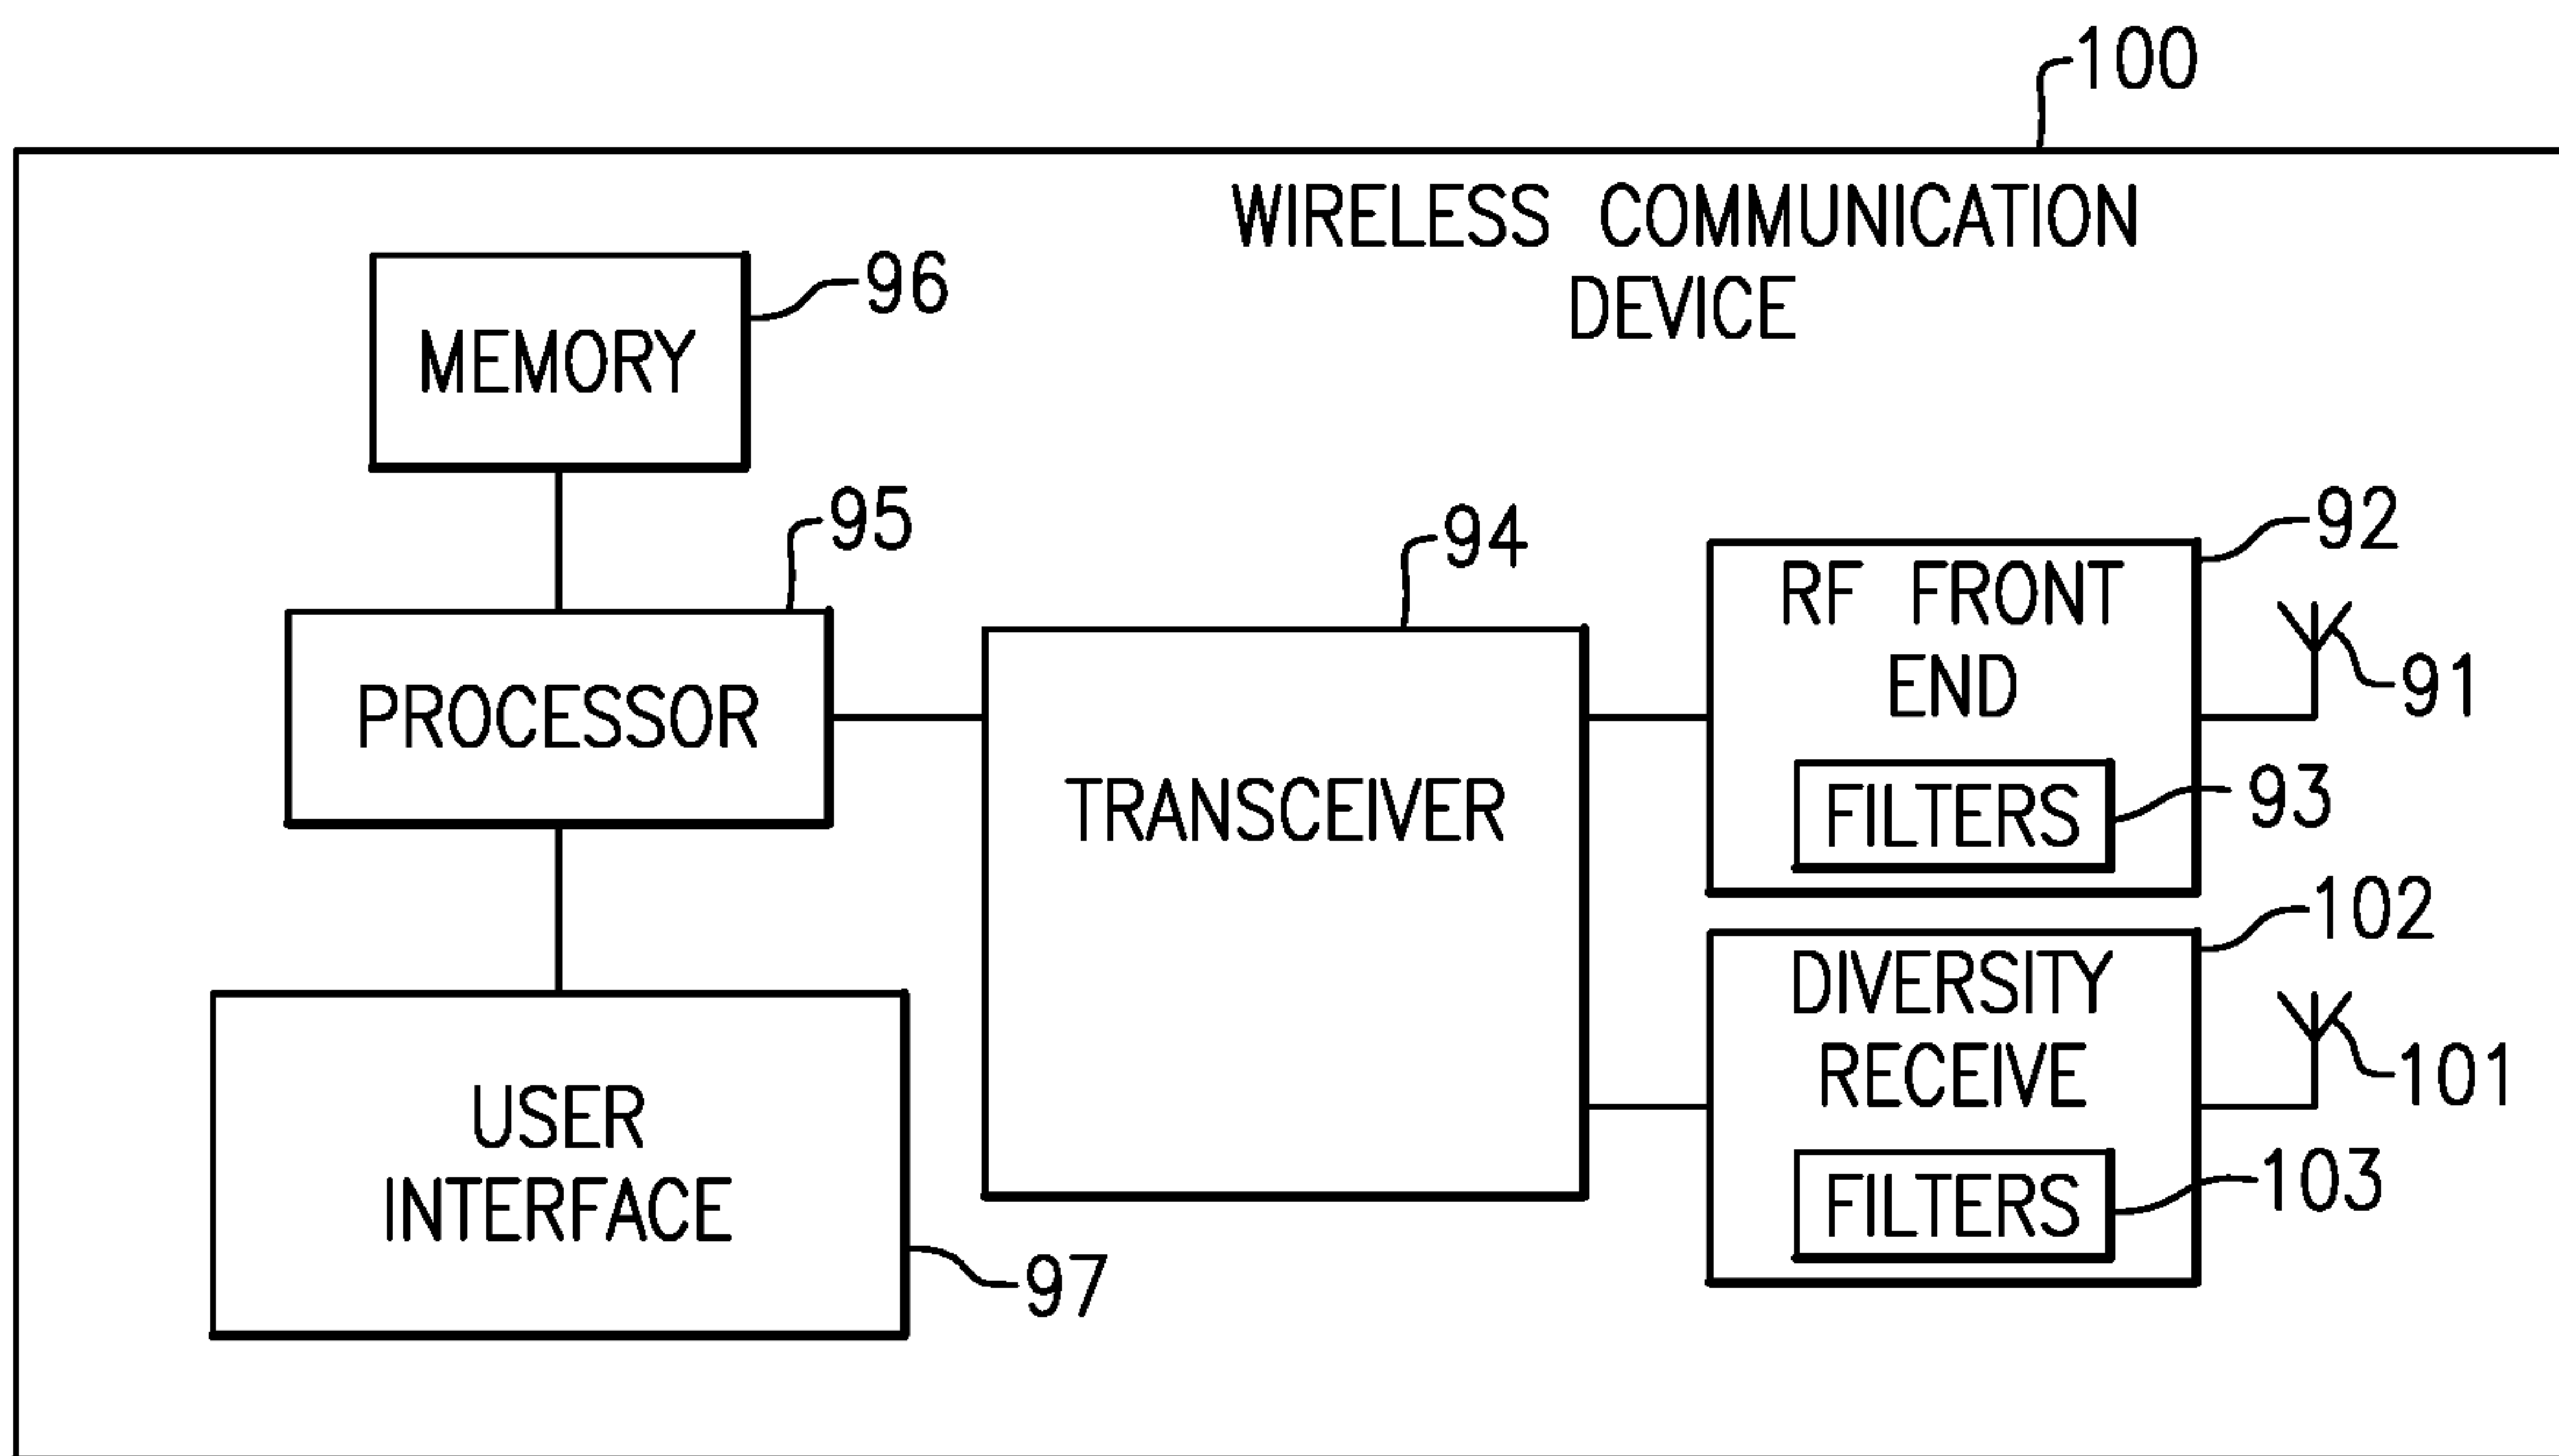 100
WIRELESS COMMUNICATION
DEVICE
96
MEMORY
95
PROCESSOR
94
TRANSCEIVER
92
RF FRONT
END
91
FILTERS
93
102
DIVERSITY
RECEIVE
101
FILTERS
103
USER
INTERFACE
97